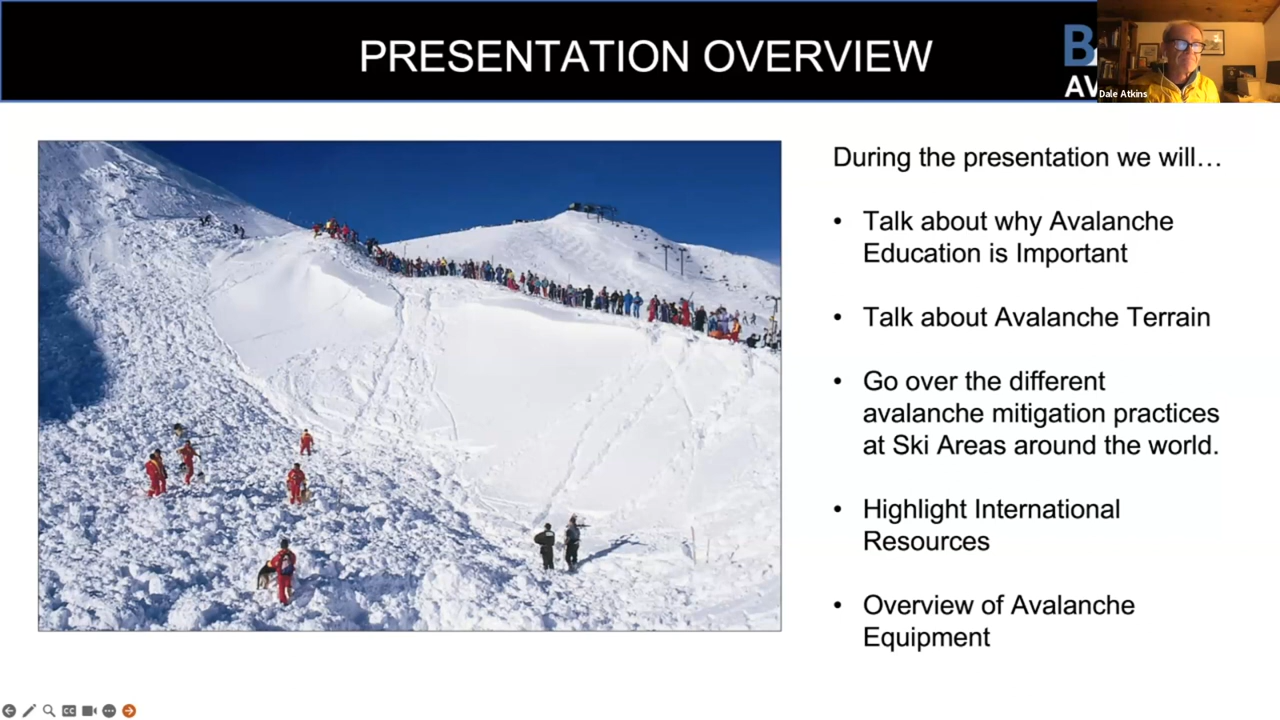 PRESENTATION OVERVIEW
B
AV
Dale Atkins
During the presentation we will…
• Talk about why Avalanche
Education is Important
• Talk about Avalanche Terrain
• Go over the different
avalanche mitigation practices
at Ski Areas around the world.
• Highlight International
Resources
• Overview of Avalanche
Equipment
CC